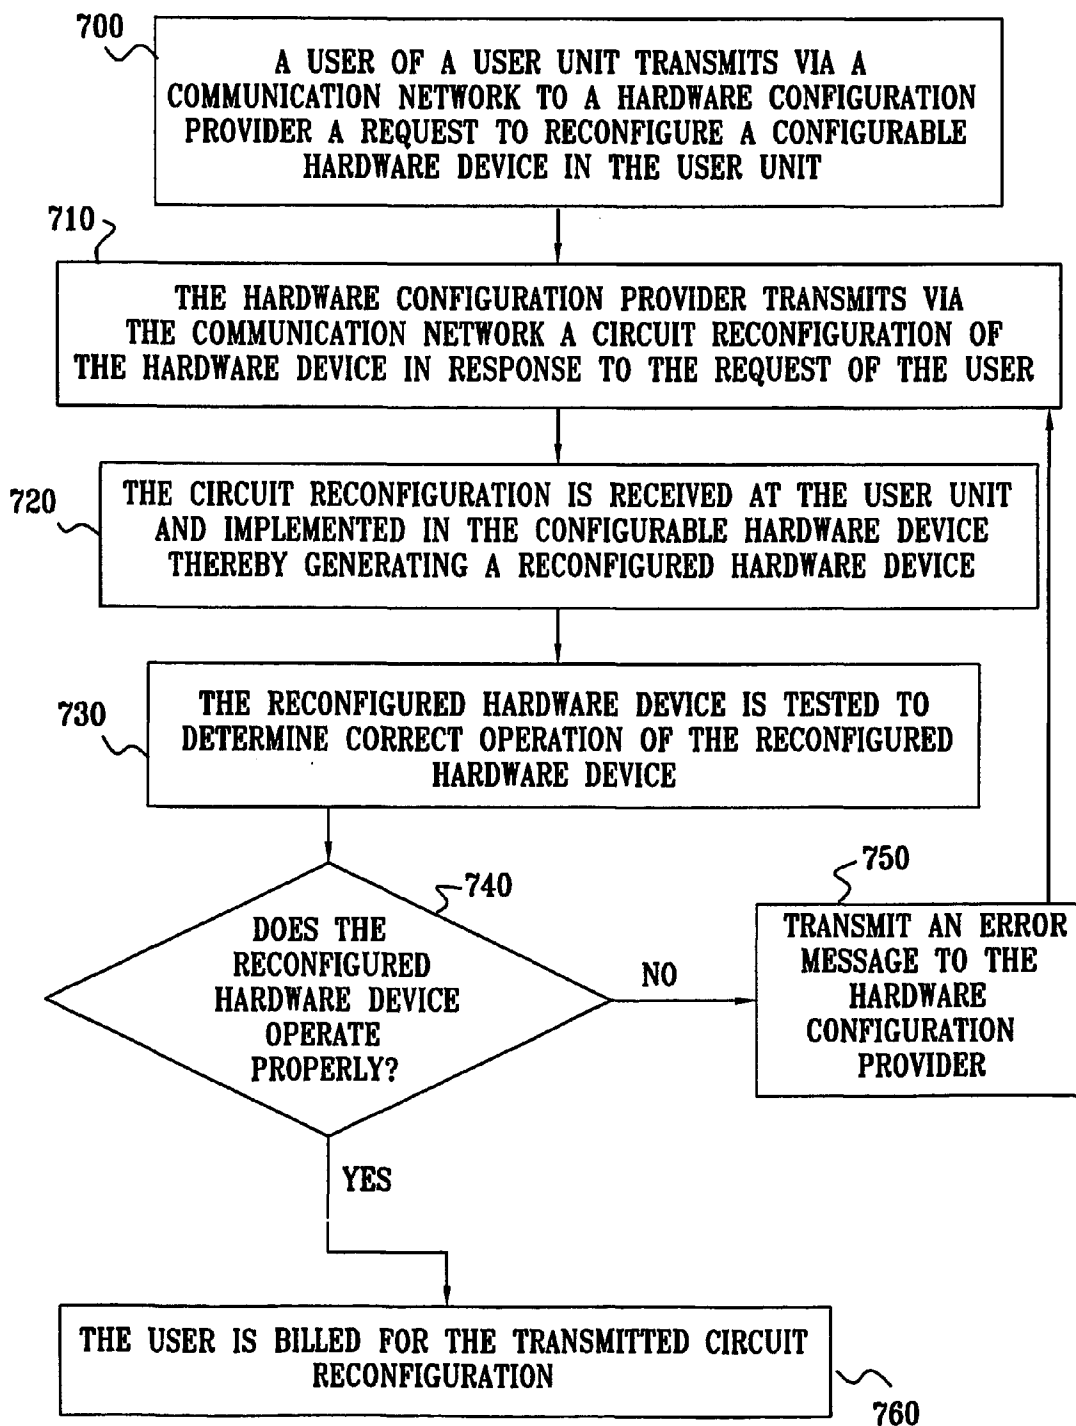 700
A USER OF A USER UNIT TRANSMITS VIA A
COMMUNICATION NETWORK TO A HARDWARE CONFIGURATION
PROVIDER A REQUEST TO RECONFIGURE A CONFIGURABLE
HARDWARE DEVICE IN THE USER UNIT
710
THE HARDWARE CONFIGURATION PROVIDER TRANSMITS VIA
THE COMMUNICATION NETWORK A CIRCUIT RECONFIGURATION OF
THE HARDWARE DEVICE IN RESPONSE TO THE REQUEST OF THE USER
720
THE CIRCUIT RECONFIGURATION IS RECEIVED AT THE USER UNIT
AND IMPLEMENTED IN THE CONFIGURABLE HARDWARE DEVICE
THEREBY GENERATING A RECONFIGURED HARDWARE DEVICE
730
THE RECONFIGURED HARDWARE DEVICE IS TESTED TO
DETERMINE CORRECT OPERATION OF THE RECONFIGURED
HARDWARE DEVICE
740
DOES THE
RECONFIGURED
HARDWARE DEVICE
OPERATE
PROPERLY?
NO
750
TRANSMIT AN ERROR
MESSAGE TO THE
HARDWARE
CONFIGURATION
PROVIDER
YES
THE USER IS BILLED FOR THE TRANSMITTED CIRCUIT
RECONFIGURATION
760